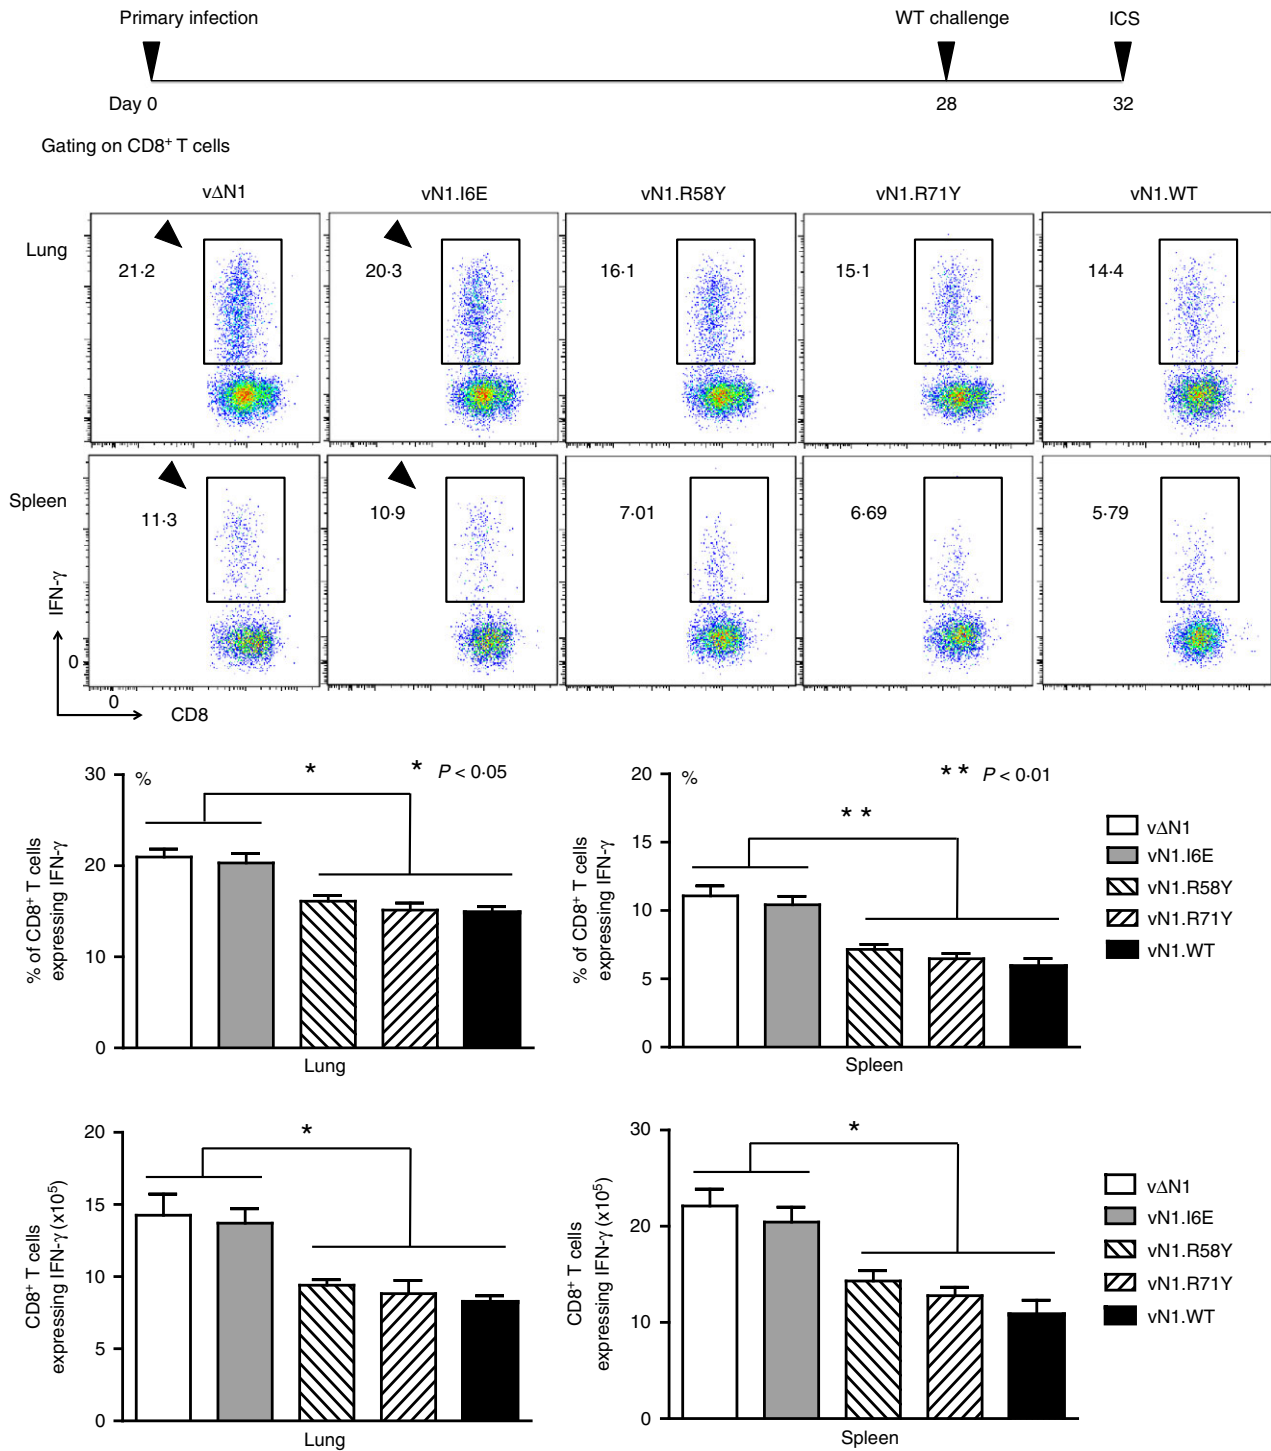 Primary infection WT challenge ICS
Day 0 28 32
Gating on CD8⁺ T cells
vΔN1 vN1.I6E vN1.R58Y vN1.R71Y vN1.WT
Lung
21·2 20·3 16·1 15·1 14·4
Spleen
11·3 10·9 7·01 6·69 5·79
IFN-γ
0
0
CD8
% of CD8⁺ T cells
expressing IFN-γ
30
20
10
0
%
*
* P < 0·05
Lung
% of CD8⁺ T cells
expressing IFN-γ
20
15
10
5
0
%
* *
* * P < 0·01
Spleen
vΔN1
vN1.I6E
vN1.R58Y
vN1.R71Y
vN1.WT
CD8⁺ T cells
expressing IFN-γ (x10⁵)
20
15
10
5
0
*
Lung
CD8⁺ T cells
expressing IFN-γ (x10⁵)
30
20
10
0
*
Spleen
vΔN1
vN1.I6E
vN1.R58Y
vN1.R71Y
vN1.WT